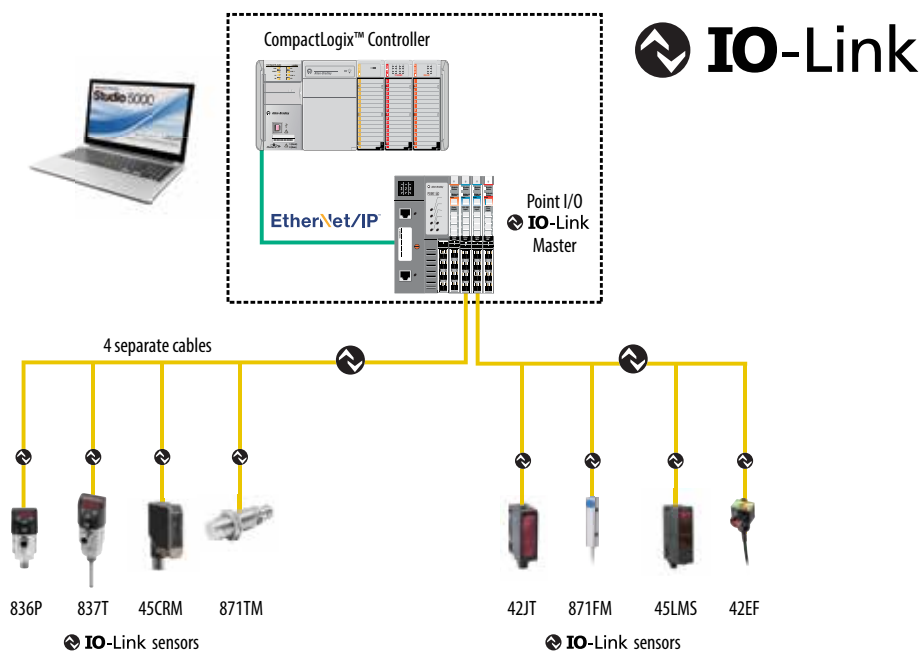 CompactLogix™ Controller
IO-Link
Studio 5000
EtherNet/IP
Point I/O
IO-Link
Master
4 separate cables
836P
837T
45CRM
871TM
42JT
871FM
45LMS
42EF
IO-Link sensors
IO-Link sensors